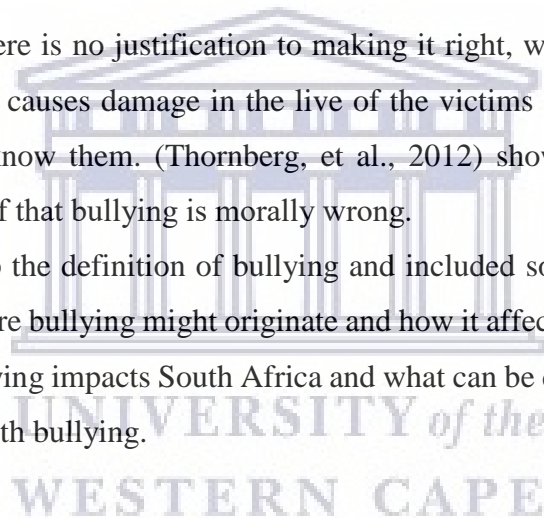 ere is no justification to making it right, w
causes damage in the live of the victims
know them. (Thornberg, et al., 2012) show
f that bullying is morally wrong.
the definition of bullying and included so
re bullying might originate and how it affec
ying impacts South Africa and what can be
th bullying.
UNIVERSITY of the
WESTERN CAPE